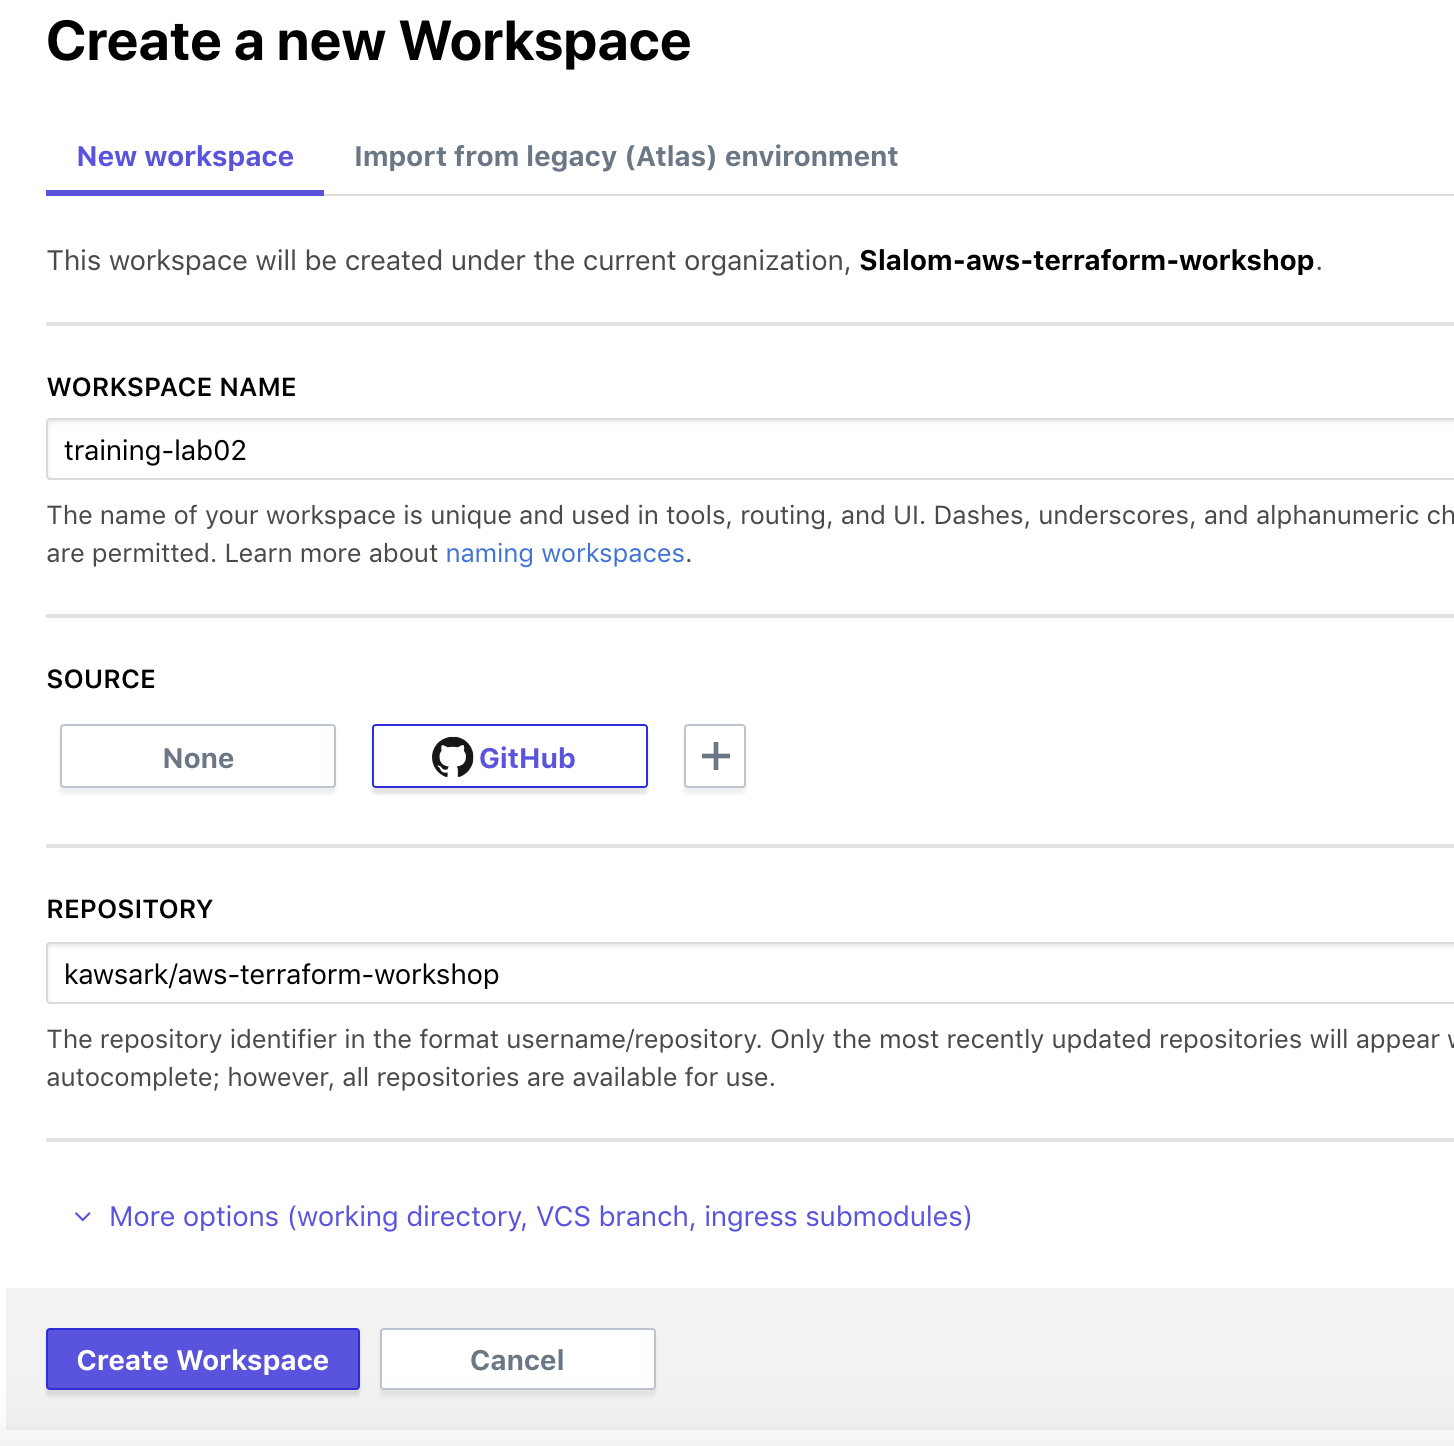 Create a new Workspace
New workspace Import from legacy (Atlas) environment
This workspace will be created under the current organization, Slalom-aws-terraform-workshop.
WORKSPACE NAME
training-lab02
The name of your workspace is unique and used in tools, routing, and UI. Dashes, underscores, and alphanumeric
are permitted. Learn more about naming workspaces.
SOURCE
None GitHub +
REPOSITORY
kawsark/aws-terraform-workshop
The repository identifier in the format username/repository. Only the most recently updated repositories will appear
autocomplete; however, all repositories are available for use.
More options (working directory, VCS branch, ingress submodules)
Create Workspace Cancel